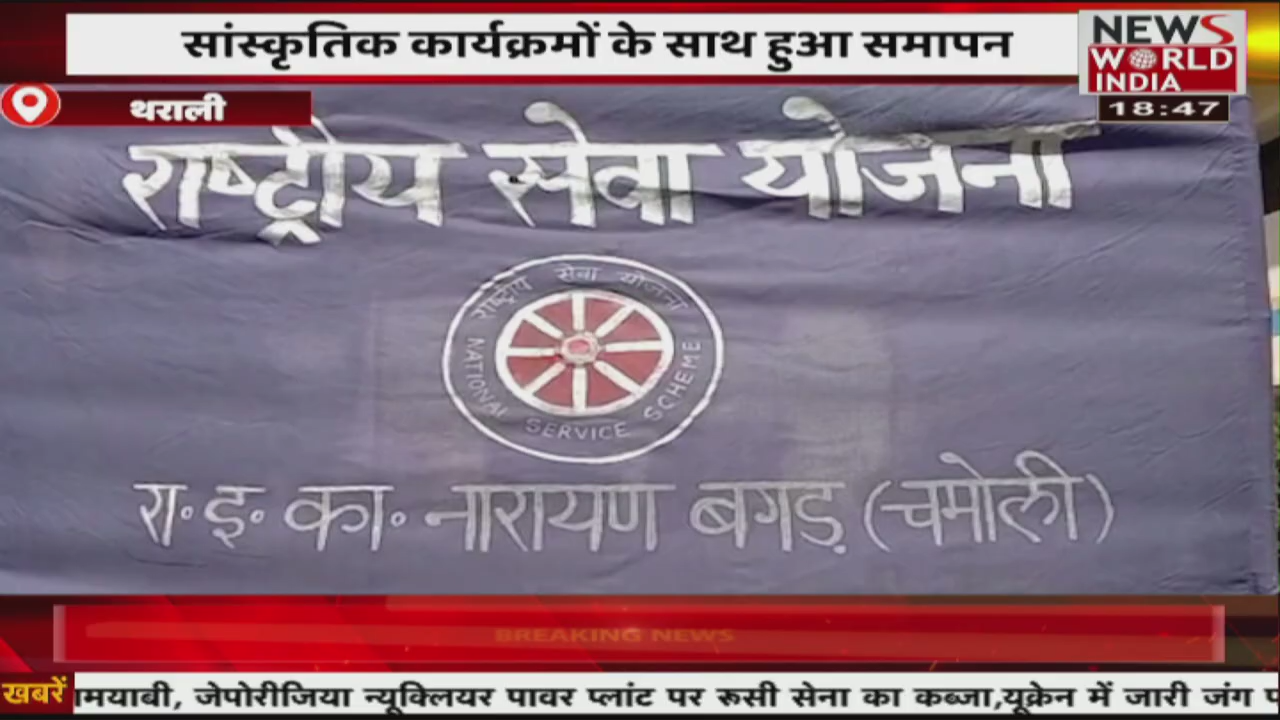 सांस्कृतिक कार्यक्रमों के साथ हुआ समापन
NEWS
WORLD
INDIA
18:47
थराली
राष्ट्रीय सेवा योजना
राष्ट्रीय सेवा योजना
NATIONAL SERVICE SCHEME
रा॰इ॰का॰ नारायण बगड़ (चमोली)
BREAKING NEWS
खबरें
जेपोरीजिया न्यूक्लियर पावर प्लांट पर रूसी सेना का कब्जा,यूक्रेन में जारी जंग